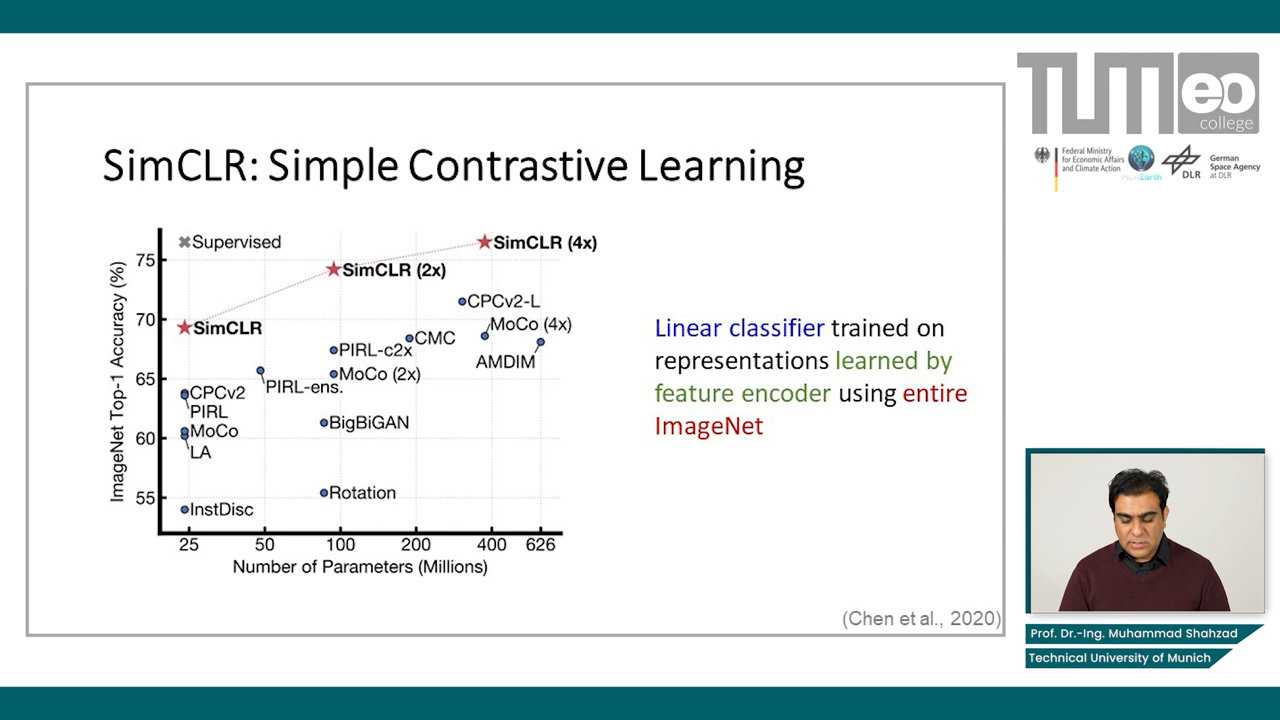 TUM eo
college
Federal Ministry
for Economic Affairs
and Climate Action
ML4Earth
DLR
German
Space Agency
at DLR
SimCLR: Simple Contrastive Learning
ImageNet Top-1 Accuracy (%)
75
70
65
60
55
Supervised
SimCLR (4x)
SimCLR (2x)
CPCv2-L
SimCLR
MoCo (4x)
CMC
PIRL-c2x
AMDIM
MoCo (2x)
PIRL-ens.
CPCv2
PIRL
BigBiGAN
MoCo
LA
Rotation
InstDisc
25 50 100 200 400 626
Number of Parameters (Millions)
Linear classifier trained on
representations learned by
feature encoder using entire
ImageNet
(Chen et al., 2020)
Prof. Dr.-Ing. Muhammad Shahzad
Technical University of Munich